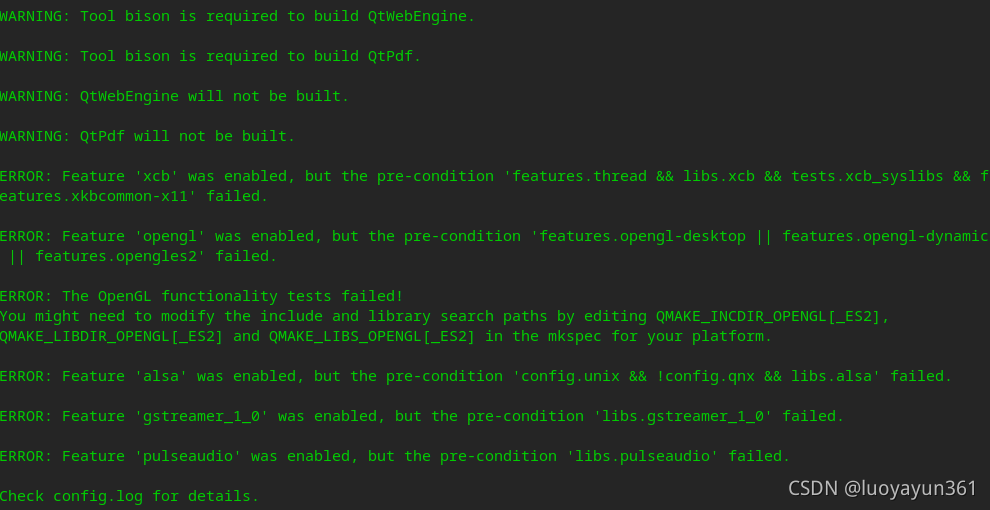 WARNING: Tool bison is required to build QtWebEngine.
WARNING: Tool bison is required to build QtPdf.
WARNING: QtWebEngine will not be built.
WARNING: QtPdf will not be built.
ERROR: Feature 'xcb' was enabled, but the pre-condition 'features.thread && libs.xcb && tests.xcb_syslibs && f
eatures.xkbcommon-x11' failed.
ERROR: Feature 'opengl' was enabled, but the pre-condition 'features.opengl-desktop || features.opengl-dynamic
 || features.opengles2' failed.
ERROR: The OpenGL functionality tests failed!
You might need to modify the include and library search paths by editing QMAKE_INCDIR_OPENGL[_ES2],
QMAKE_LIBDIR_OPENGL[_ES2] and QMAKE_LIBS_OPENGL[_ES2] in the mkspec for your platform.
ERROR: Feature 'alsa' was enabled, but the pre-condition 'config.unix && !config.qnx && libs.alsa' failed.
ERROR: Feature 'gstreamer_1_0' was enabled, but the pre-condition 'libs.gstreamer_1_0' failed.
ERROR: Feature 'pulseaudio' was enabled, but the pre-condition 'libs.pulseaudio' failed.
Check config.log for details.
CSDN @luoyayun361